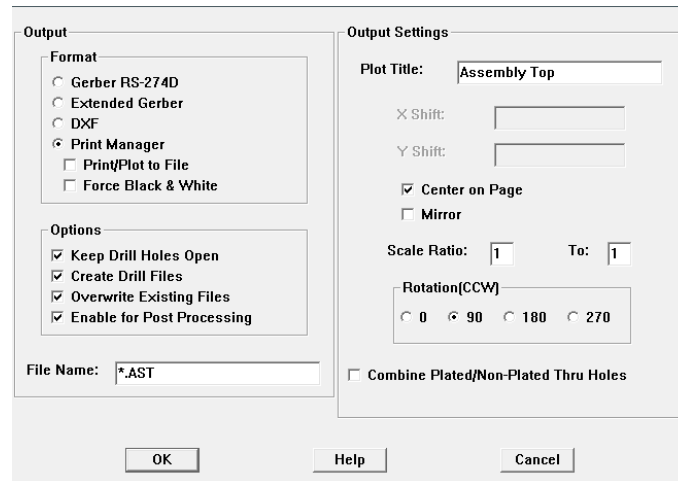 Output
Format
Gerber RS-274D
Extended Gerber
DXF
Print Manager
Print/Plot to File
Force Black & White
Options
Keep Drill Holes Open
Create Drill Files
Overwrite Existing Files
Enable for Post Processing
File Name: *.AST
Output Settings
Plot Title: Assembly Top
X Shift:
Y Shift:
Center on Page
Mirror
Scale Ratio: 1 To: 1
Rotation(CCW)
0 90 180 270
Combine Plated/Non-Plated Thru Holes
OK Help Cancel